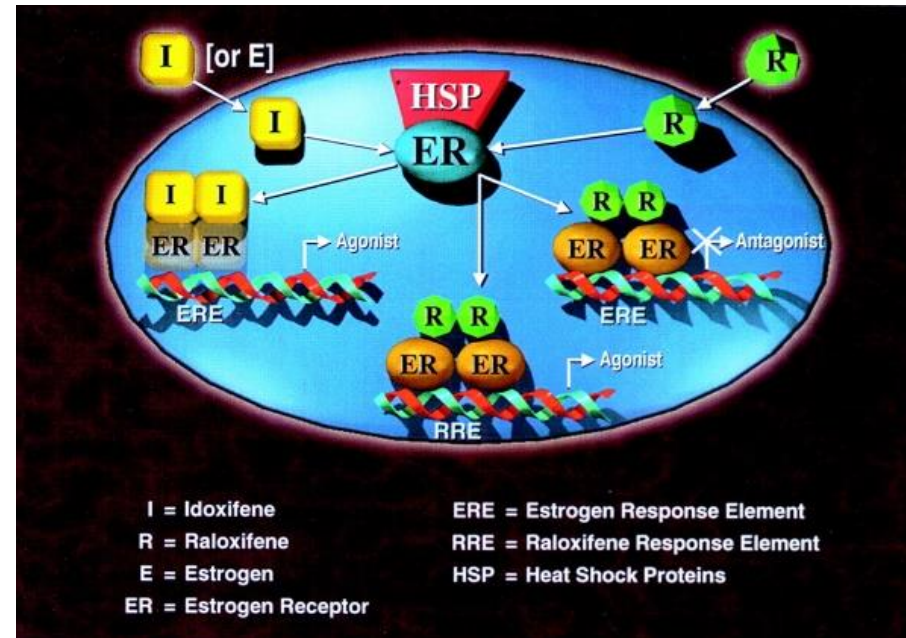 I [or E]
R
HSP
I
R
ER
I I
R R
ER ER
Agonist
ER ER
Antagonist
ERE
ERE
R R
ER ER
Agonist
RRE
I = Idoxifene
R = Raloxifene
E = Estrogen
ER = Estrogen Receptor
ERE = Estrogen Response Element
RRE = Raloxifene Response Element
HSP = Heat Shock Proteins